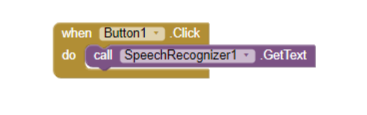 when Button1 .Click
do call SpeechRecognizer1 .GetText